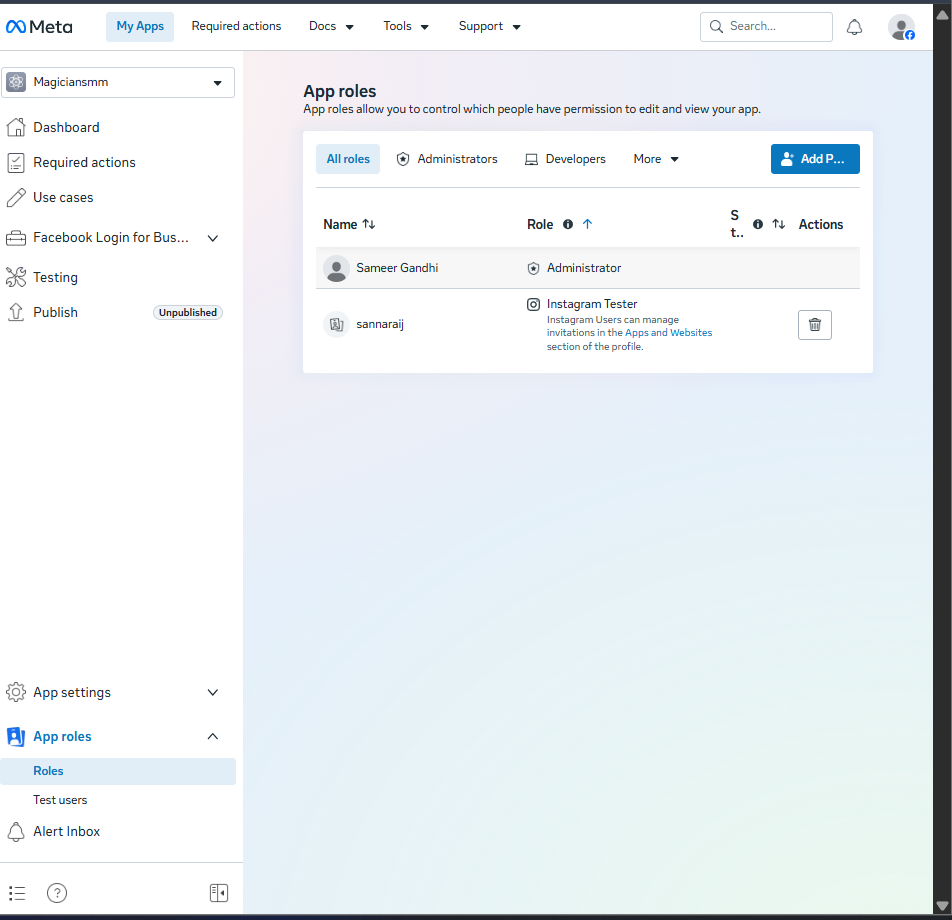 Meta
My Apps
Required actions
Docs
Tools
Support
Search...
Magiciansmm
Dashboard
Required actions
Use cases
Facebook Login for Bus...
Testing
Publish
Unpublished
App settings
App roles
Roles
Test users
Alert Inbox
App roles
App roles allow you to control which people have permission to edit and view your app.
All roles
Administrators
Developers
More
Add P...
Name
Role
S
t..
Actions
Sameer Gandhi
Administrator
sannaraij
Instagram Tester
Instagram Users can manage
invitations in the Apps and Websites
section of the profile.